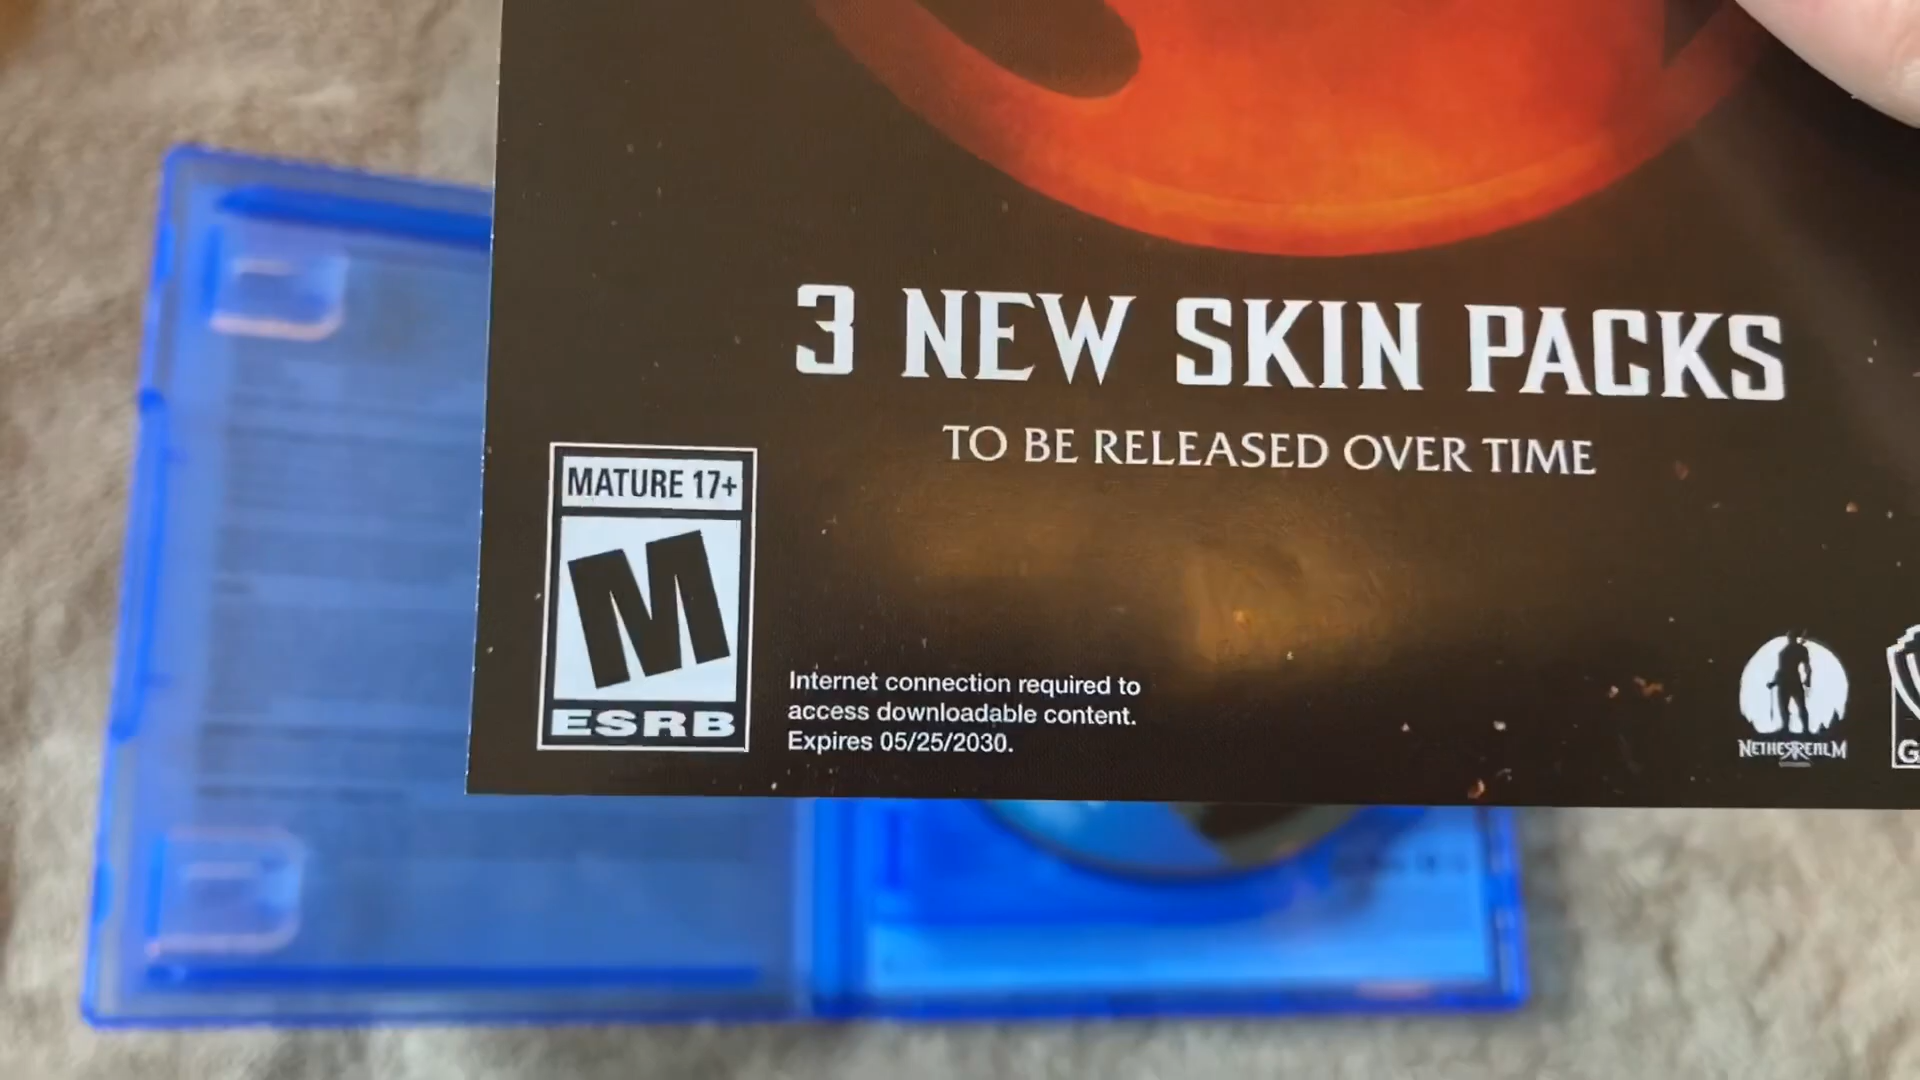 3 NEW SKIN PACKS
TO BE RELEASED OVER TIME
MATURE 17+
M
ESRB
Internet connection required to
access downloadable content.
Expires 05/25/2030.
NETHERREALM
G